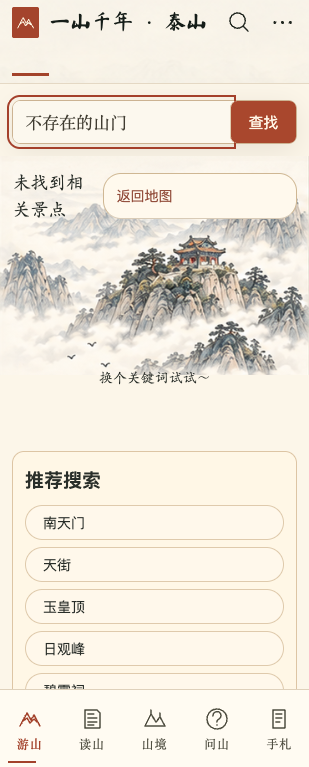 一山千年 · 泰山
不存在的山门
查找
未找到相
关景点
返回地图
换个关键词试试～
推荐搜索
南天门
天街
玉皇顶
日观峰
碧霞祠
游山
读山
山境
问山
手札